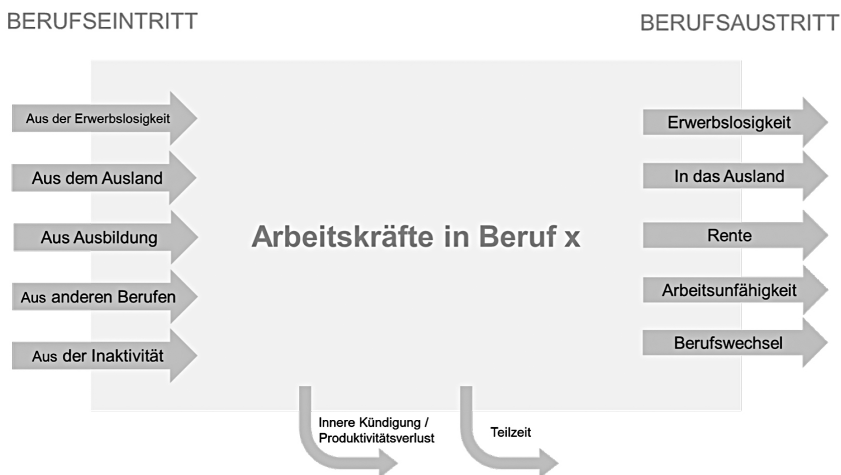 BERUFSEINTRITT
BERUFSAUSTRITT
Aus der Erwerbslosigkeit
Aus dem Ausland
Aus Ausbildung
Aus anderen Berufen
Aus der Inaktivität
Arbeitskräfte in Beruf x
Erwerbslosigkeit
In das Ausland
Rente
Arbeitsunfähigkeit
Berufswechsel
Innere Kündigung /
Produktivitätsverlust
Teilzeit